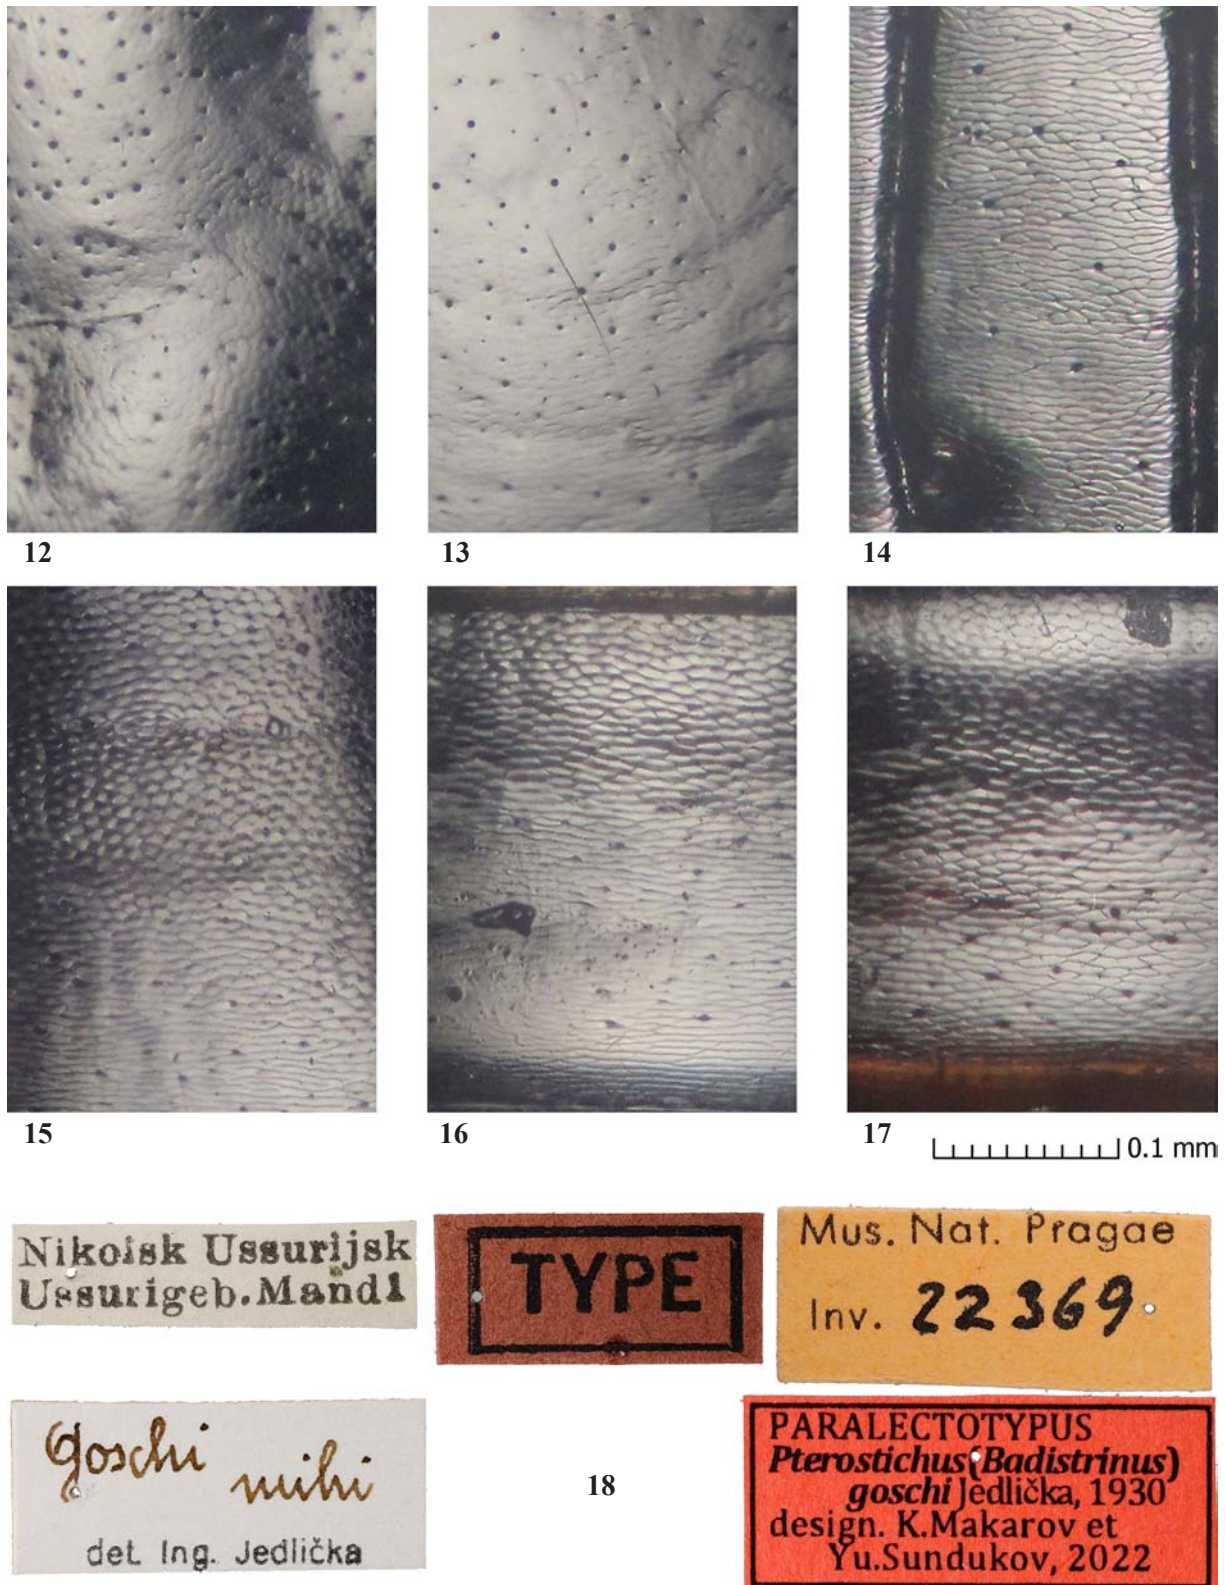 12
13
14
15
16
17
0.1 mm
Nikolsk Ussurijsk
Ussurigeb.Mandl
TYPE
Mus. Nat. Pragae
Inv. 22369
Goschi mihi
det. Ing. Jedlička
18
PARALECTOTYPUS
Pterostichus (Badistrinus)
goschi Jedlička, 1930
design. K.Makarov et
Yu.Sundukov, 2022